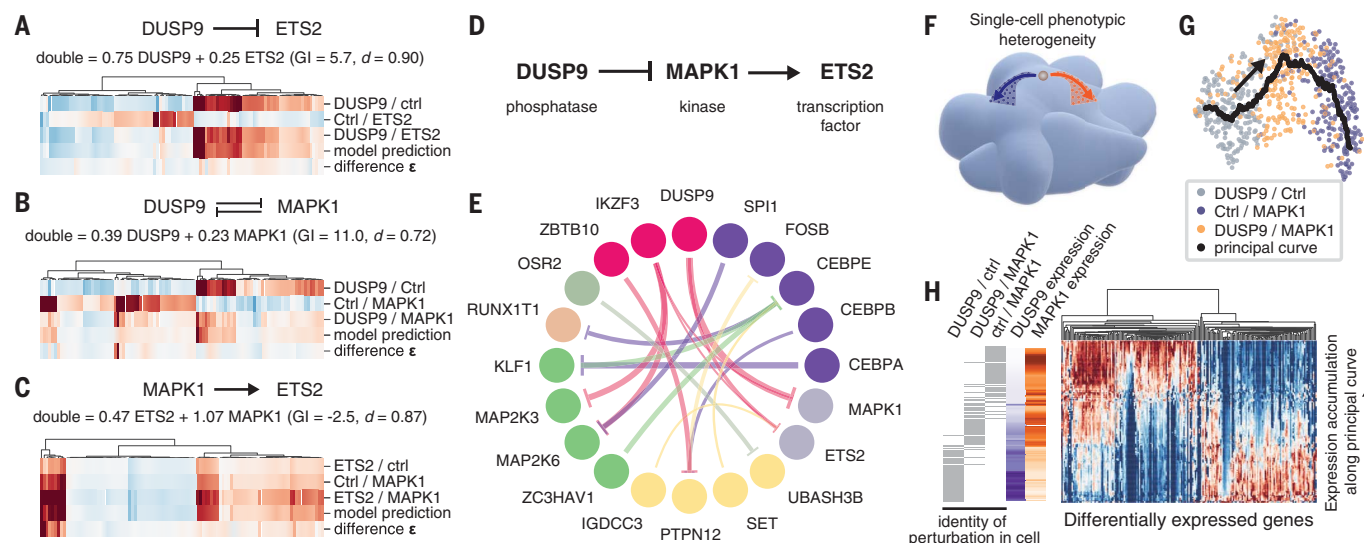 A
DUSP9 ETS2
double = 0.75 DUSP9 + 0.25 ETS2 (GI = 5.7, d = 0.90)
DUSP9 / ctrl
Ctrl / ETS2
DUSP9 / ETS2
model prediction
difference ε
B
DUSP9 MAPK1
double = 0.39 DUSP9 + 0.23 MAPK1 (GI = 11.0, d = 0.72)
DUSP9 / Ctrl
Ctrl / MAPK1
DUSP9 / MAPK1
model prediction
difference ε
C
MAPK1 ETS2
double = 0.47 ETS2 + 1.07 MAPK1 (GI = -2.5, d = 0.87)
ETS2 / ctrl
Ctrl / MAPK1
ETS2 / MAPK1
model prediction
difference ε
D
DUSP9 MAPK1 ETS2
phosphatase kinase transcription
factor
E
DUSP9
SPI1
FOSB
CEBPE
CEBPB
CEBPA
MAPK1
ETS2
UBASH3B
SET
PTPN12
IGDCC3
ZC3HAV1
MAP2K6
MAP2K3
KLF1
RUNX1T1
OSR2
ZBTB10
IKZF3
F
Single-cell phenotypic
heterogeneity
G
DUSP9 / Ctrl
Ctrl / MAPK1
DUSP9 / MAPK1
principal curve
H
DUSP9 / ctrl
DUSP9 / MAPK1
ctrl / MAPK1
DUSP9 expression
MAPK1 expression
identity of
perturbation in cell
Differentially expressed genes
Expression accumulation
along principal curve